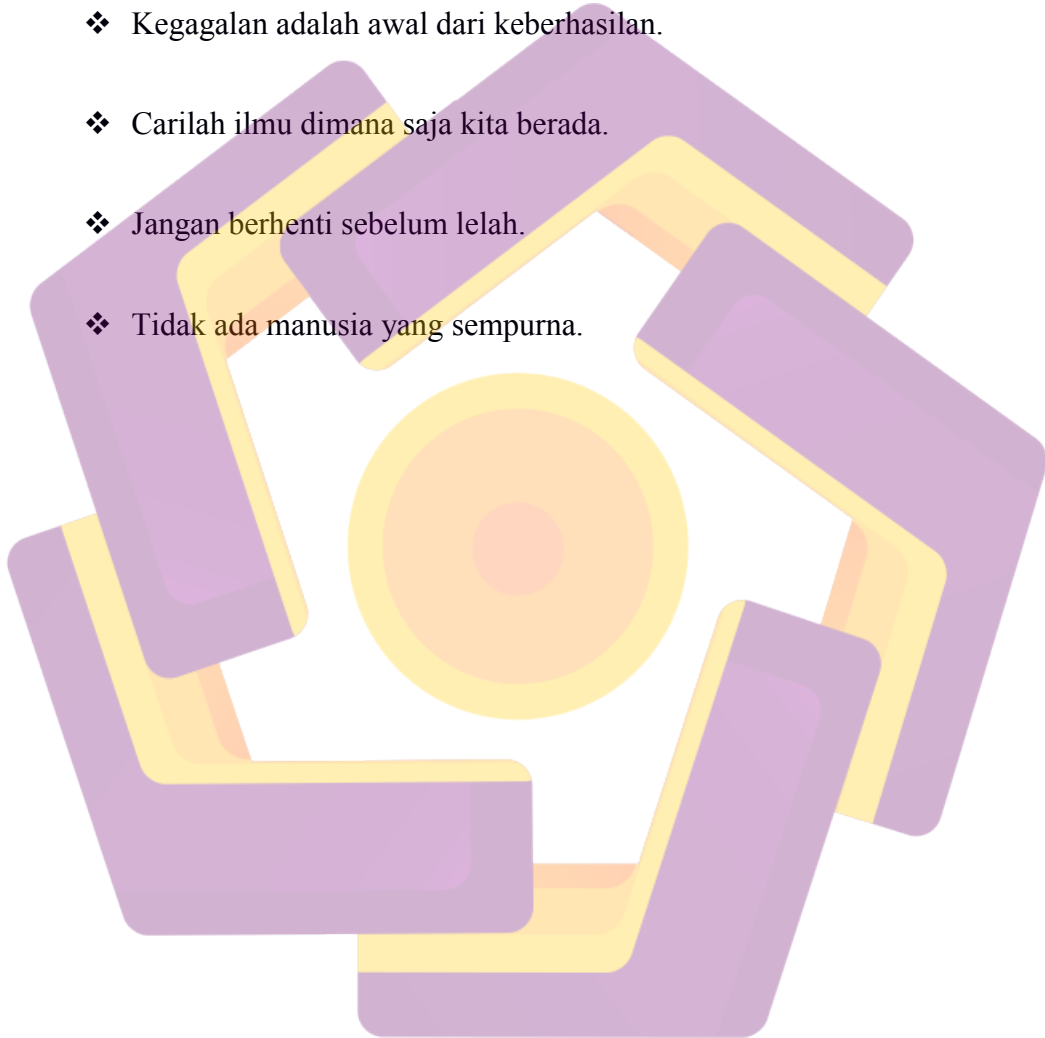 ❖ Kegagalan adalah awal dari keberhasilan.
❖ Carilah ilmu dimana saja kita berada.
❖ Jangan berhenti sebelum lelah.
❖ Tidak ada manusia yang sempurna.